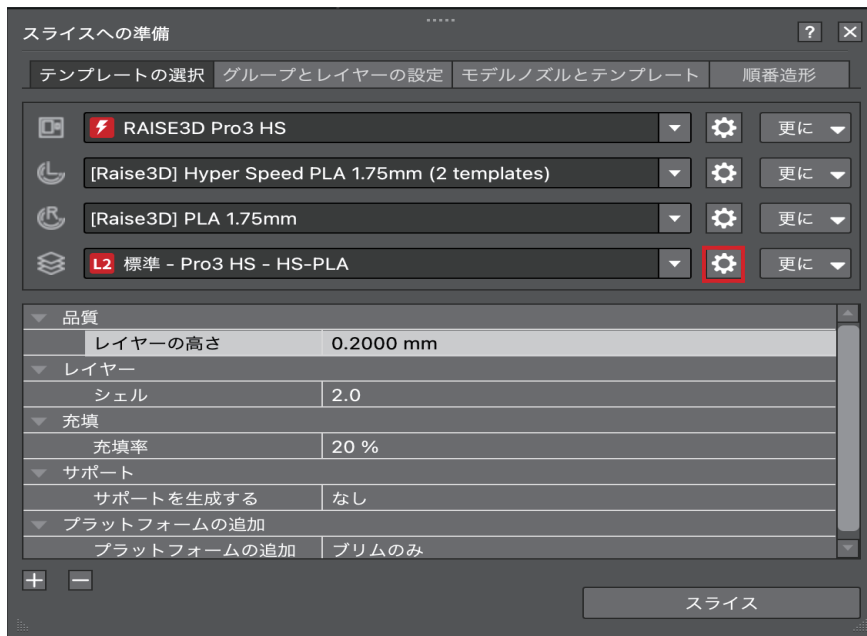 スライスへの準備
?
テンプレートの選択 グループとレイヤーの設定 モデルノズルとテンプレート 順番造形
RAISE3D Pro3 HS 更に
L [Raise3D] Hyper Speed PLA 1.75mm (2 templates) 更に
R [Raise3D] PLA 1.75mm 更に
L2 標準 – Pro3 HS – HS-PLA 更に
品質
レイヤーの高さ 0.2000 mm
レイヤー
シェル 2.0
充填
充填率 20 %
サポート
サポートを生成する なし
プラットフォームの追加
プラットフォームの追加 ブリムのみ
スライス